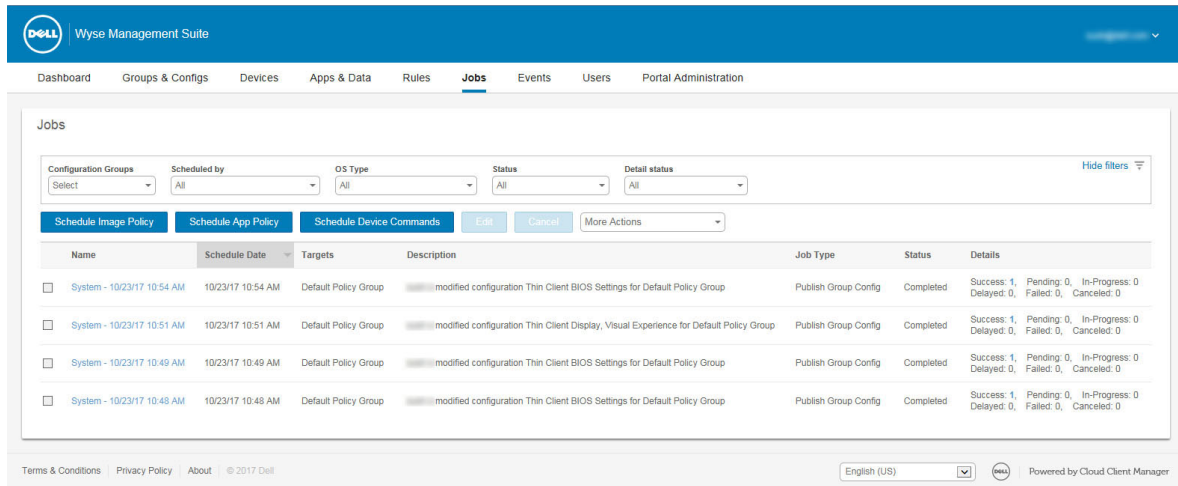 DELL Wyse Management Suite
Dashboard Groups & Configs Devices Apps & Data Rules Jobs Events Users Portal Administration
Jobs
Hide filters
Configuration Groups Scheduled by OS Type Status Detail status
Select All All All All
Schedule Image Policy Schedule App Policy Schedule Device Commands Edit Cancel More Actions
Name Schedule Date Targets Description Job Type Status Details
System - 10/23/17 10:54 AM 10/23/17 10:54 AM Default Policy Group modified configuration Thin Client BIOS Settings for Default Policy Group Publish Group Config Completed Success: 1, Pending: 0, In-Progress: 0
Delayed: 0, Failed: 0, Canceled: 0
System - 10/23/17 10:51 AM 10/23/17 10:51 AM Default Policy Group modified configuration Thin Client Display, Visual Experience for Default Policy Group Publish Group Config Completed Success: 1, Pending: 0, In-Progress: 0
Delayed: 0, Failed: 0, Canceled: 0
System - 10/23/17 10:49 AM 10/23/17 10:49 AM Default Policy Group modified configuration Thin Client BIOS Settings for Default Policy Group Publish Group Config Completed Success: 1, Pending: 0, In-Progress: 0
Delayed: 0, Failed: 0, Canceled: 0
System - 10/23/17 10:48 AM 10/23/17 10:48 AM Default Policy Group modified configuration Thin Client BIOS Settings for Default Policy Group Publish Group Config Completed Success: 1, Pending: 0, In-Progress: 0
Delayed: 0, Failed: 0, Canceled: 0
Terms & Conditions Privacy Policy About © 2017 Dell English (US) DELL Powered by Cloud Client Manager